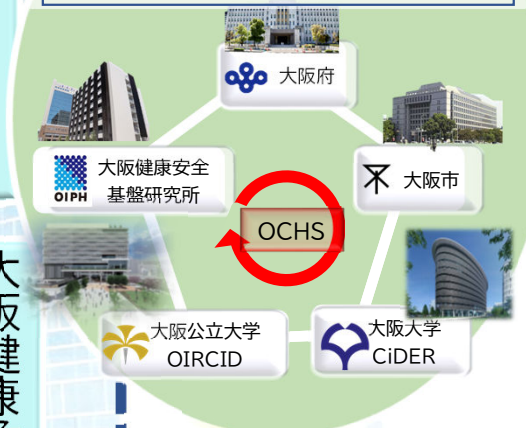 大阪府
大阪健康安全
基盤研究所
OIPH
大阪市
OCHS
大阪公立大学
OIRCID
大阪大学
CiDER
大阪健康